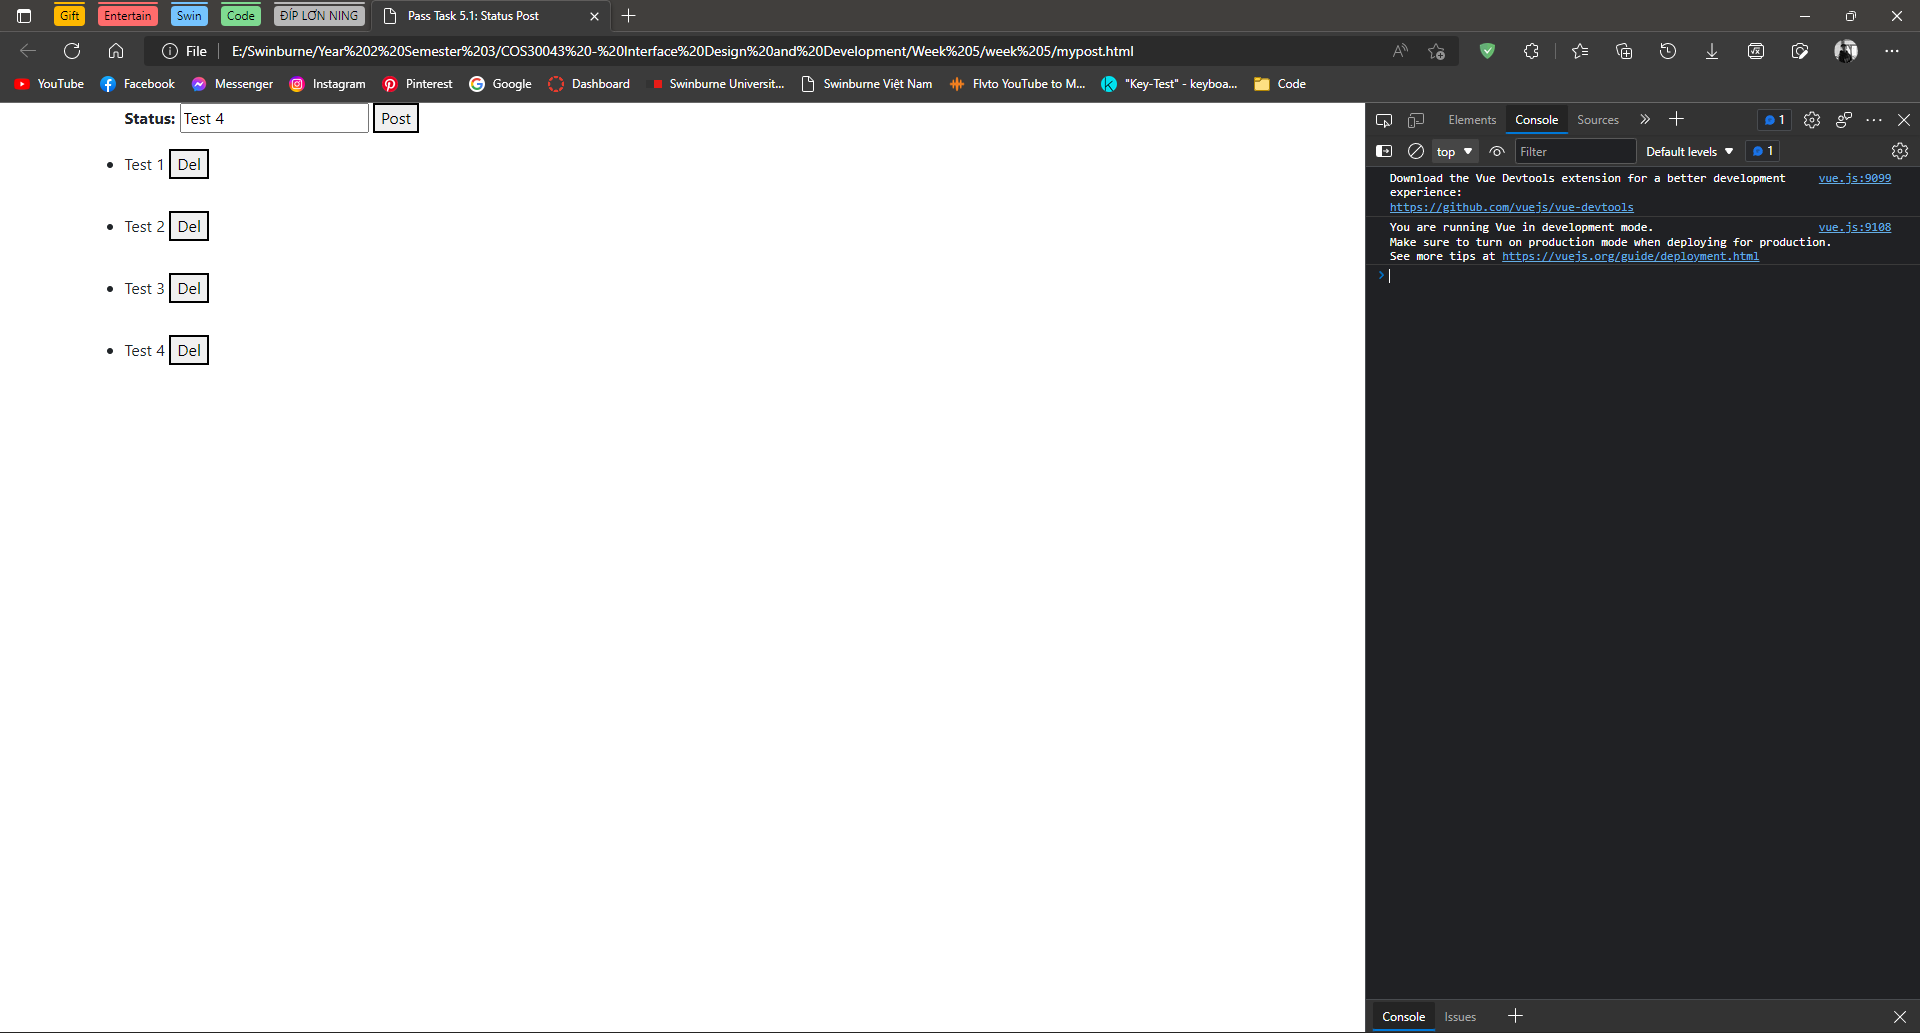 Gift Entertain Swin Code ĐÍP LƠN NING Pass Task 5.1: Status Post
File E:/Swinburne/Year%202%20Semester%203/COS30043%20-%20Interface%20Design%20and%20Development/Week%205/week%205/mypost.html
YouTube Facebook Messenger Instagram Pinterest Google Dashboard Swinburne Universit... Swinburne Việt Nam Flvto YouTube to M... "Key-Test" - keyboa... Code
Status: Test 4 Post
Test 1 Del
Test 2 Del
Test 3 Del
Test 4 Del
Elements Console Sources 1
top Filter Default levels 1
Download the Vue Devtools extension for a better development vue.js:9099
experience:
https://github.com/vuejs/vue-devtools
You are running Vue in development mode. vue.js:9108
Make sure to turn on production mode when deploying for production.
See more tips at https://vuejs.org/guide/deployment.html
Console Issues